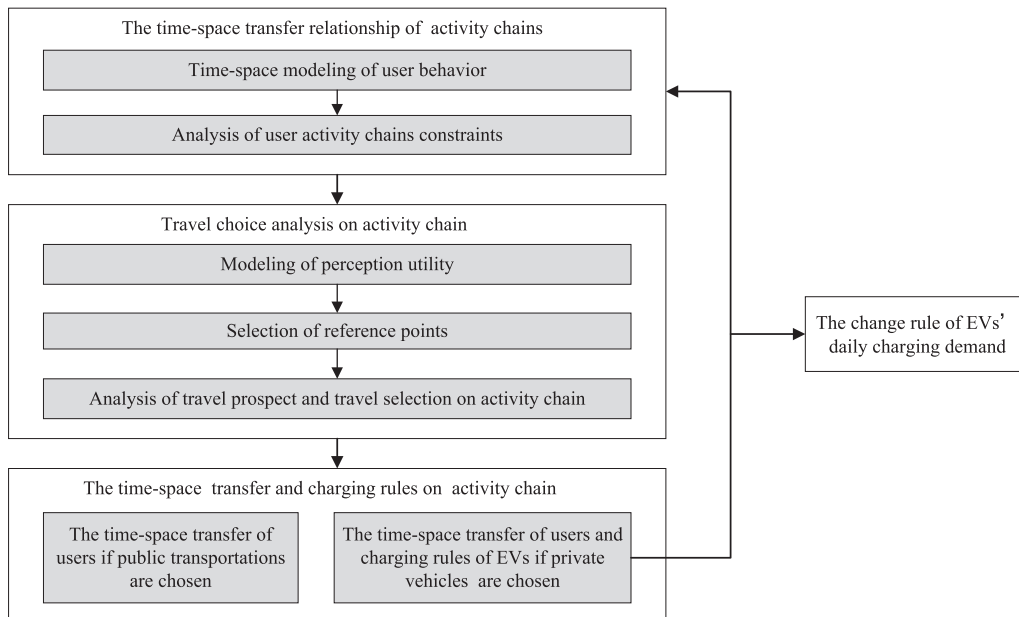 The time-space transfer relationship of activity chains
Time-space modeling of user behavior
Analysis of user activity chains constraints
Travel choice analysis on activity chain
Modeling of perception utility
Selection of reference points
Analysis of travel prospect and travel selection on activity chain
The time-space transfer and charging rules on activity chain
The time-space transfer of
users if public transportations
are chosen
The time-space transfer of users and
charging rules of EVs if private
vehicles are chosen
The change rule of EVs’
daily charging demand